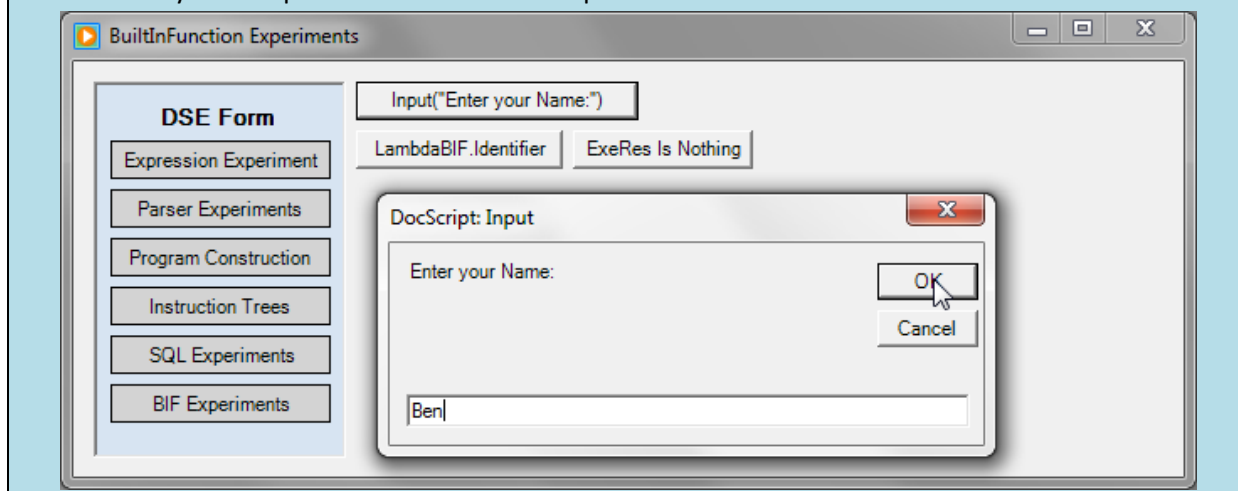 BuiltInFunction Experiments
DSE Form
Expression Experiment
Parser Experiments
Program Construction
Instruction Trees
SQL Experiments
BIF Experiments
Input("Enter your Name:")
LambdaBIF.Identifier
ExeRes Is Nothing
DocScript: Input
Enter your Name:
OK
Cancel
Ben